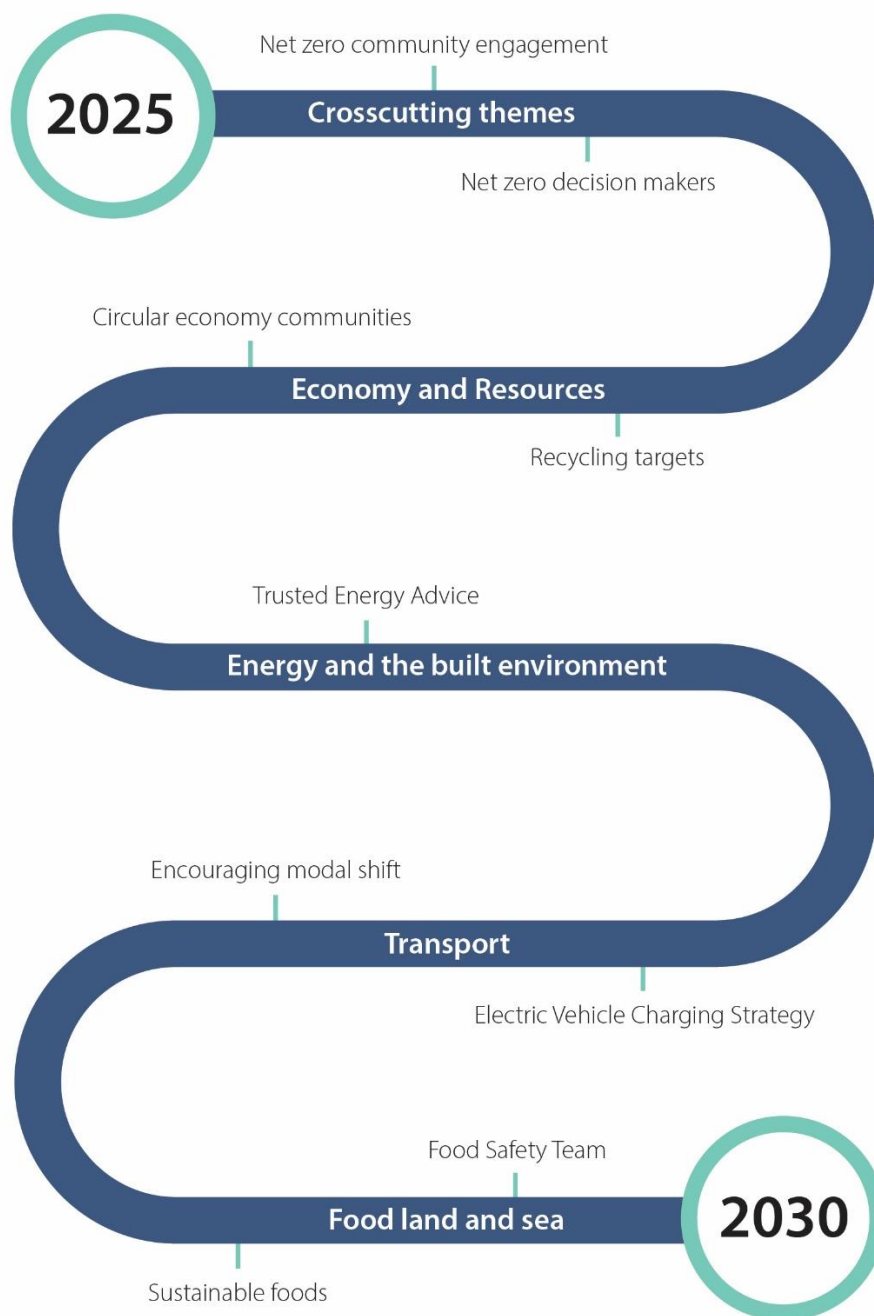 Net zero community engagement
2025
Crosscutting themes
Net zero decision makers
Circular economy communities
Economy and Resources
Recycling targets
Trusted Energy Advice
Energy and the built environment
Encouraging modal shift
Transport
Electric Vehicle Charging Strategy
Food Safety Team
Food land and sea
2030
Sustainable foods